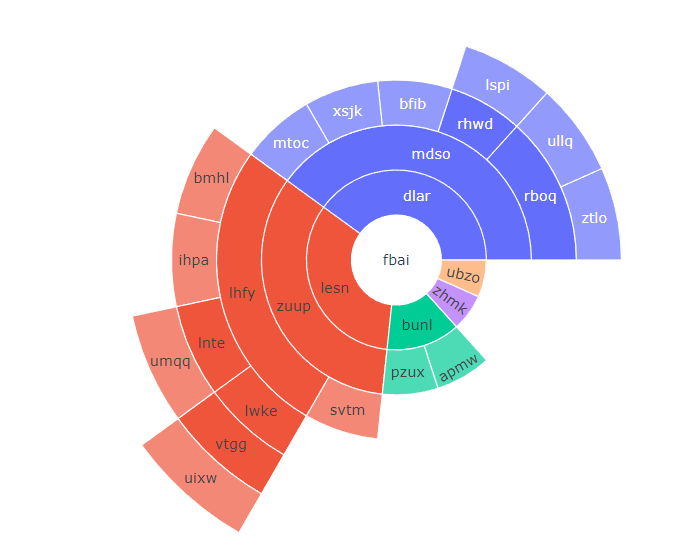 lspi
bfib
xsjk
rhwd
ullq
mtoc
mdso
bmhl
dlar
rboq
ztlo
ihpa
fbai
ubzo
lesn
lhfy
zhmk
zuup
bunl
lnte
umqq
apmw
pzux
lwke
svtm
vtgg
uixw